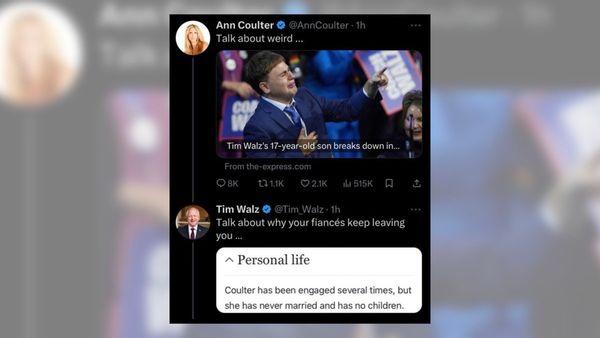 Ann Coulter @AnnCoulter · 1h
Talk about weird ...
COACH
WALZ
Tim Walz's 17-year-old son breaks down in...
From the-express.com
8K 1.1K 2.1K 515K
Tim Walz @Tim_Walz · 1h
Talk about why your fiancés keep leaving
you ...
Personal life
Coulter has been engaged several times, but
she has never married and has no children.